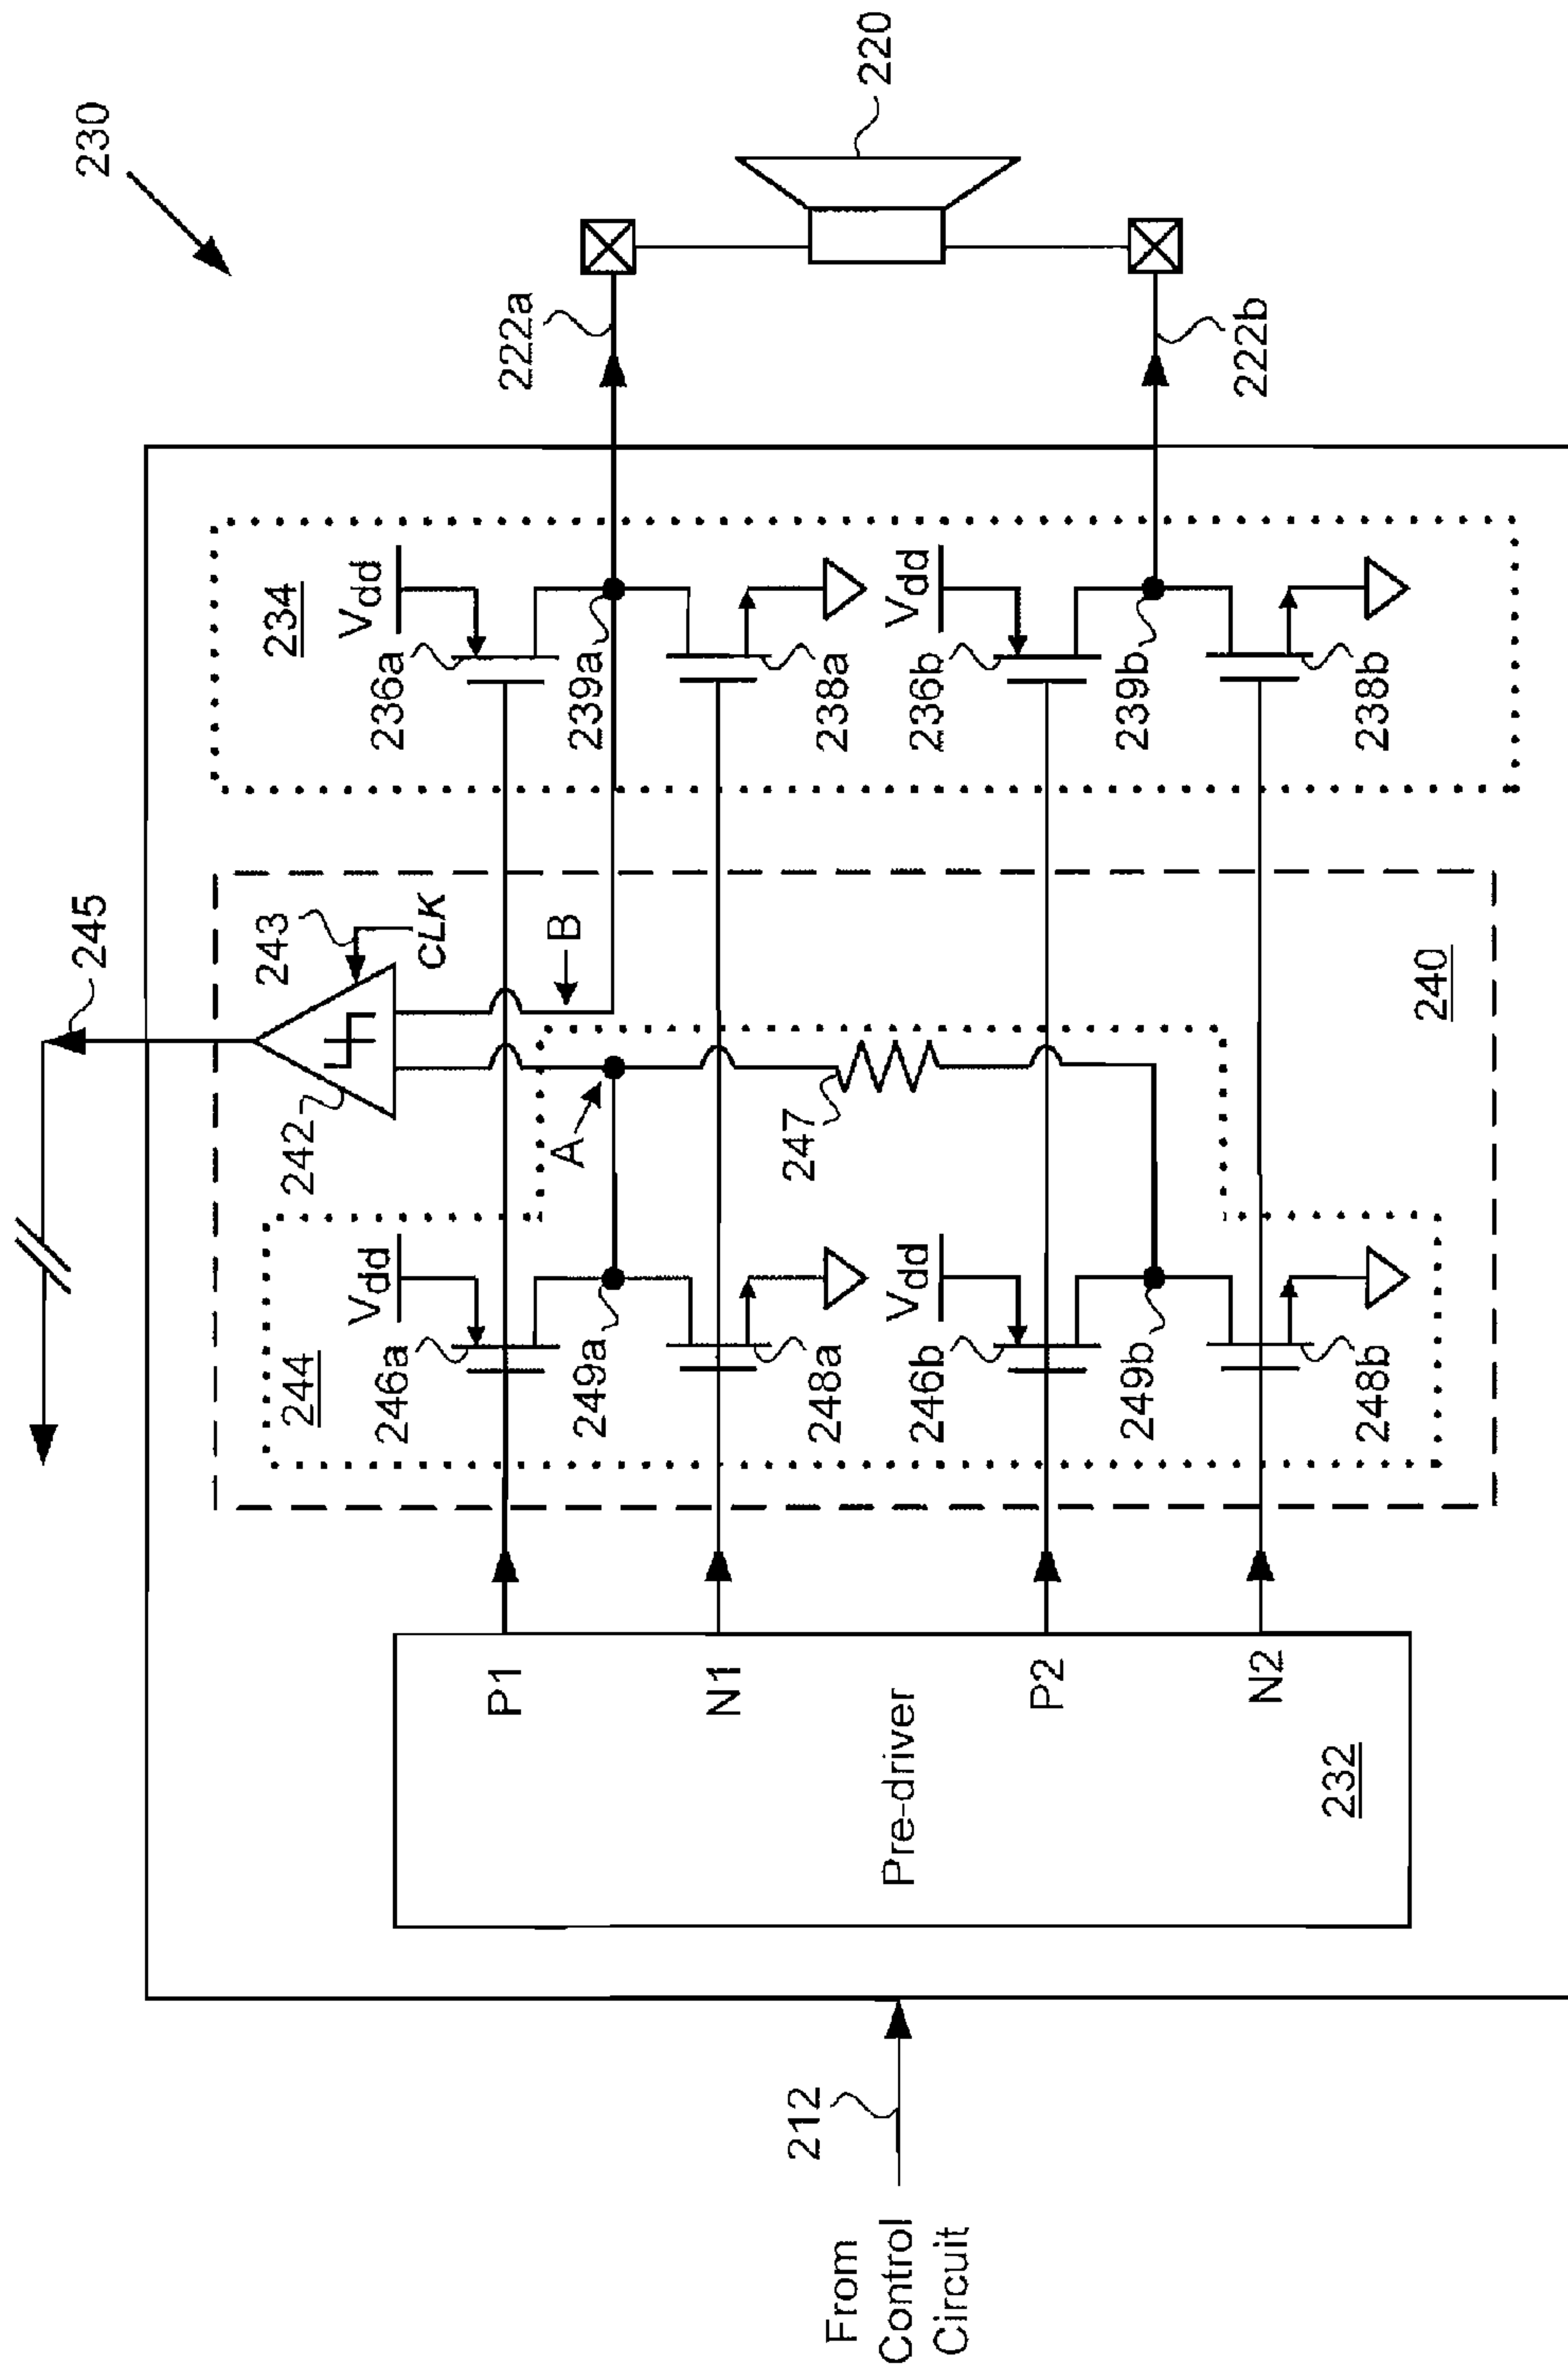 230
245
243
CLK
242
B
A
244
Vdd
246a
249a
248a
247
Vdd
246b
249b
248b
240
234
Vdd
236a
239a
238a
Vdd
236b
239b
238b
222a
222b
220
P1
N1
P2
N2
Pre-driver
232
212
From
Control
Circuit